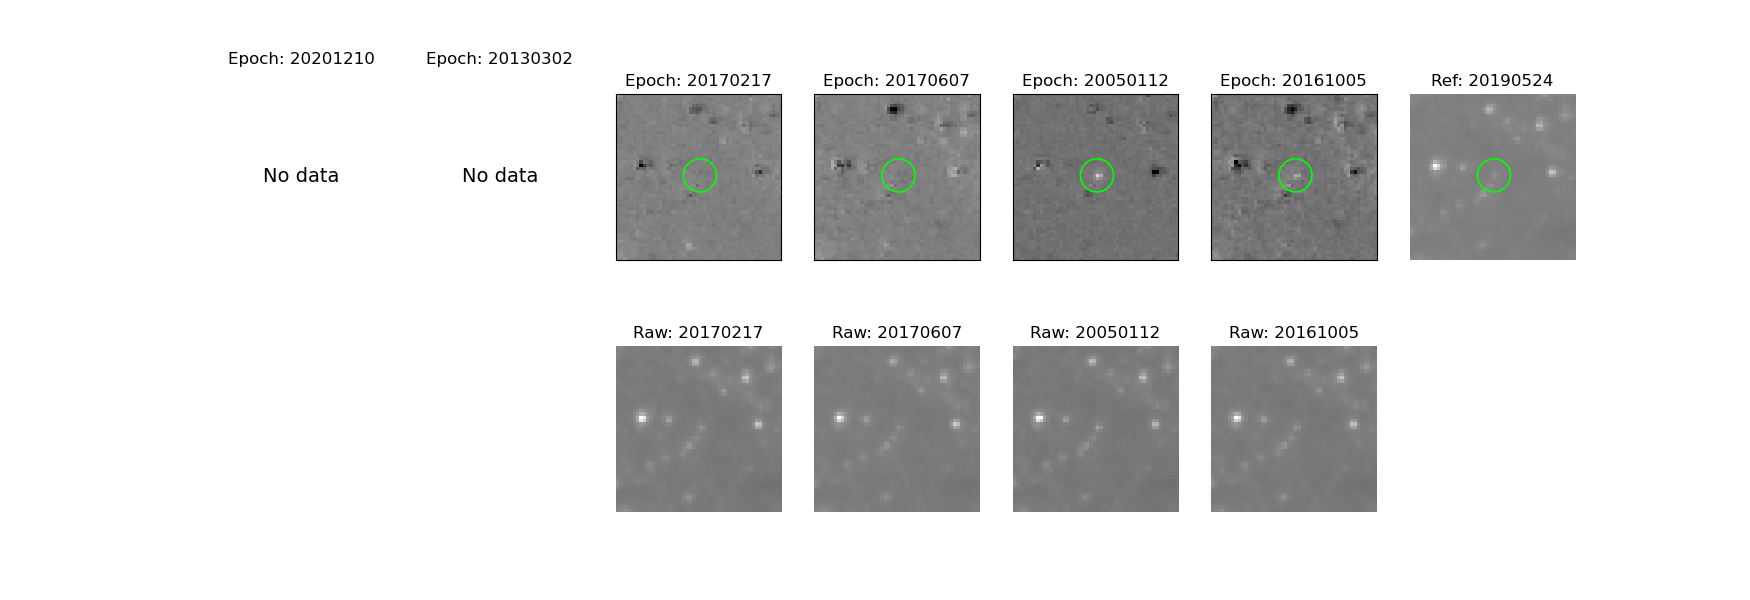 Epoch: 20201210
Epoch: 20130302
Epoch: 20170217
Epoch: 20170607
Epoch: 20050112
Epoch: 20161005
Ref: 20190524
No data
No data
Raw: 20170217
Raw: 20170607
Raw: 20050112
Raw: 20161005